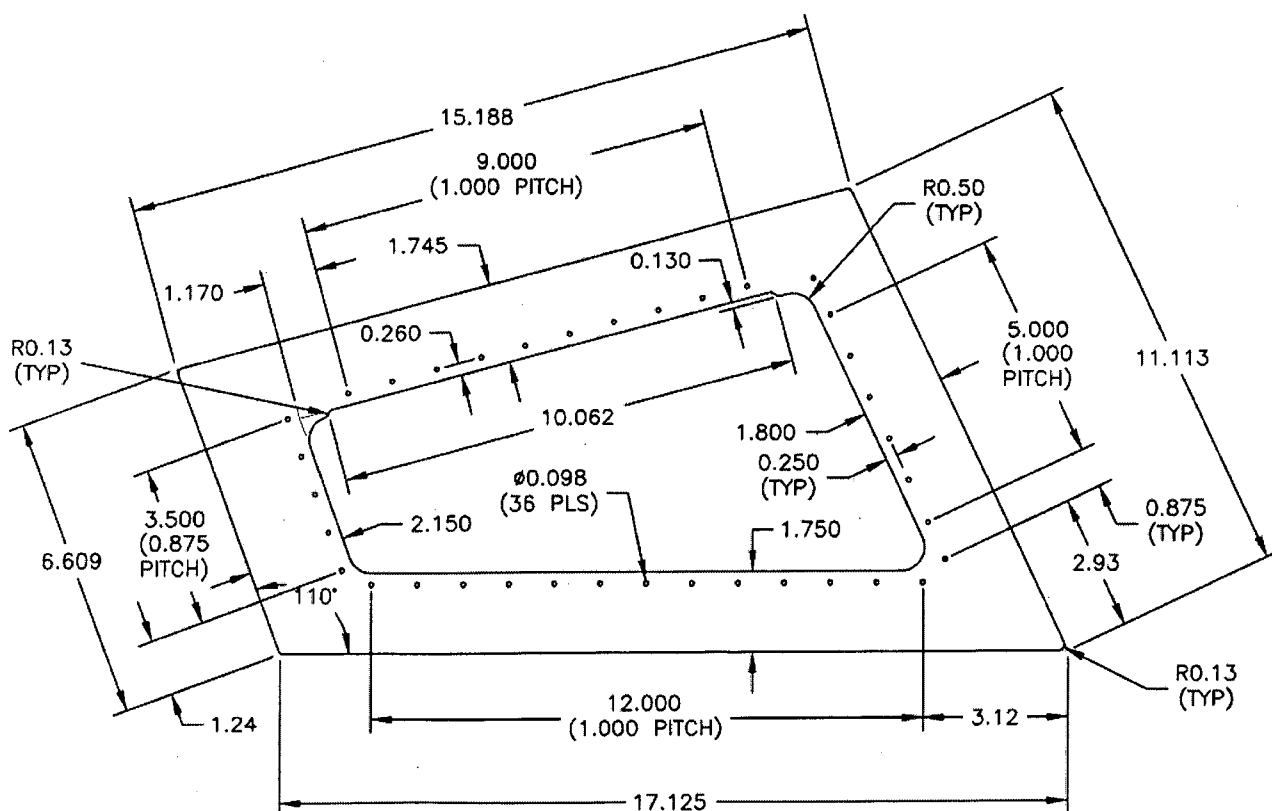 15.188
9.000
(1.000 PITCH)
R0.50
(TYP)
1.745
0.130
1.170
0.260
5.000
(1.000
PITCH)
11.113
R0.13
(TYP)
10.062
1.800
0.250
(TYP)
Ø0.098
(36 PLS)
3.500
(0.875
PITCH)
2.150
1.750
0.875
(TYP)
6.609
2.93
110°
R0.13
(TYP)
1.24
12.000
(1.000 PITCH)
3.12
17.125